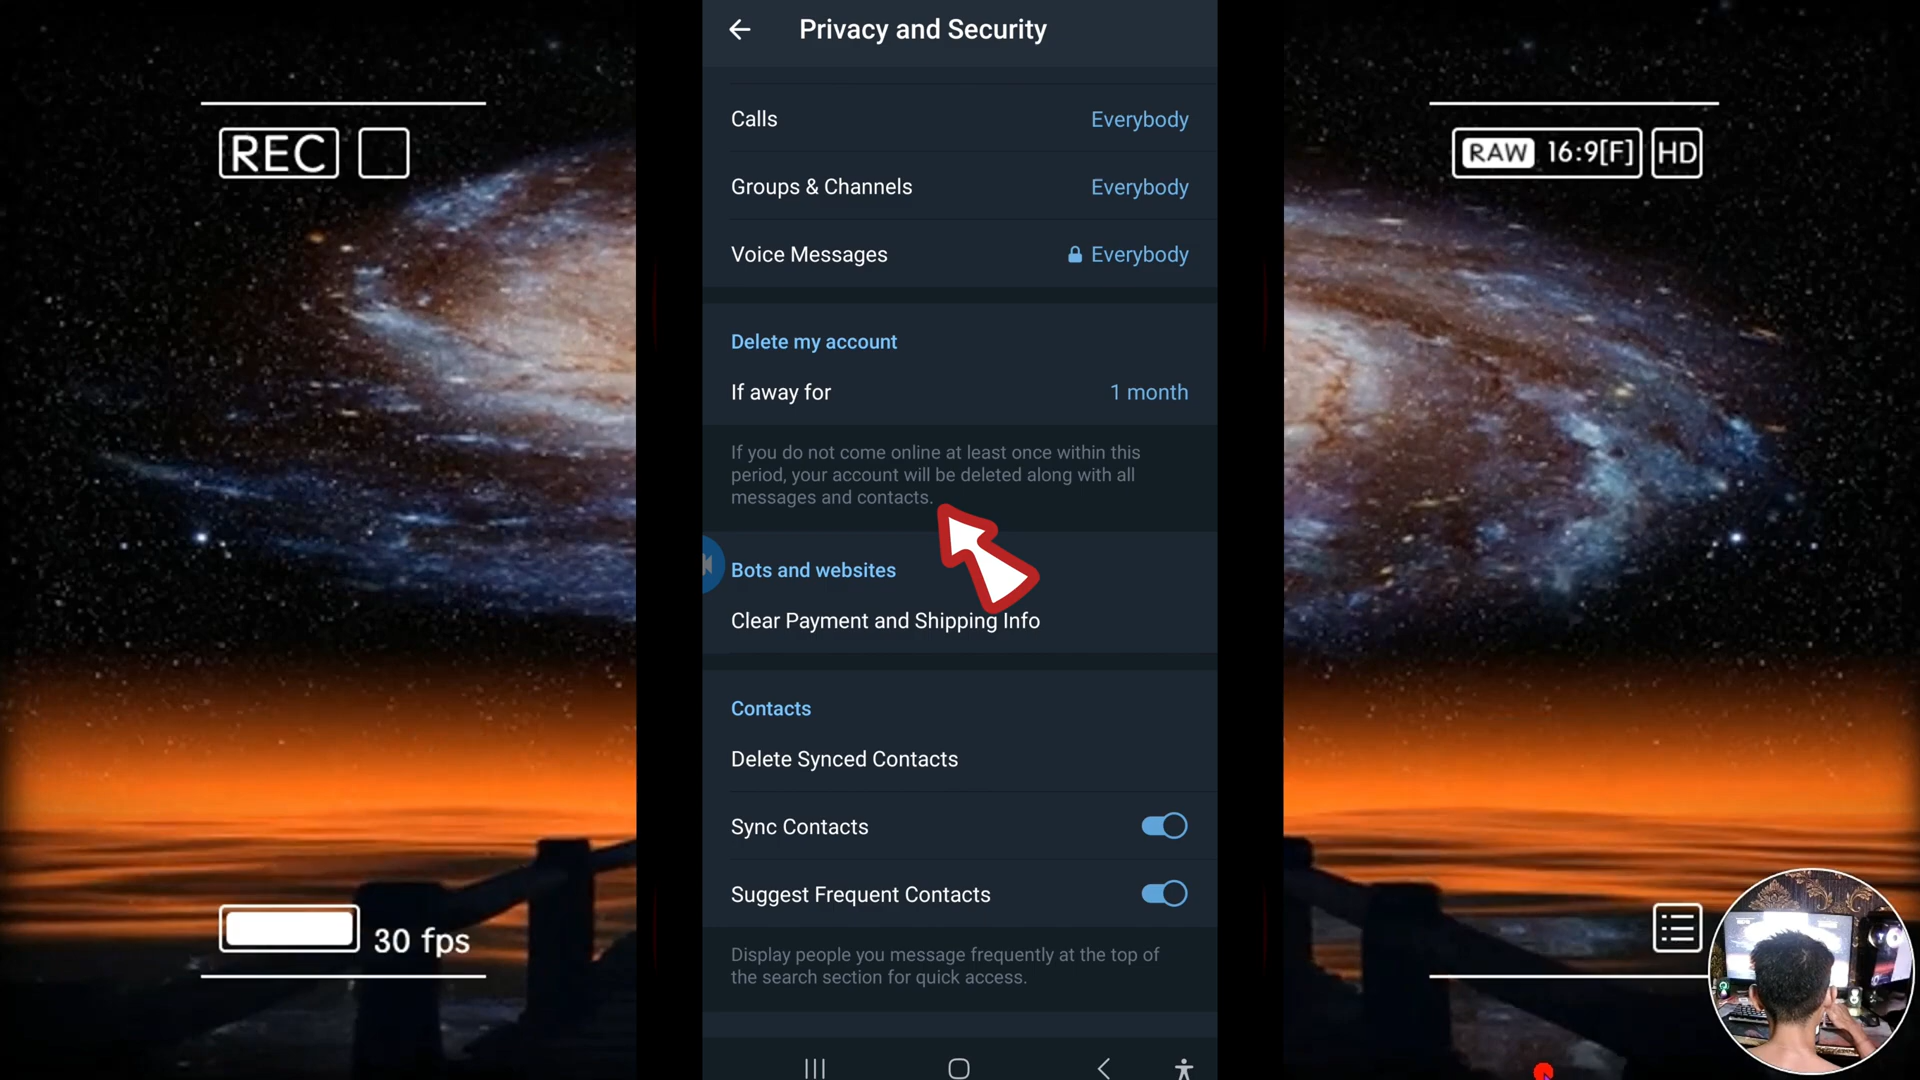 Privacy and Security
Calls Everybody
Groups & Channels Everybody
Voice Messages Everybody
Delete my account
If away for 1 month
If you do not come online at least once within this
period, your account will be deleted along with all
messages and contacts.
Bots and websites
Clear Payment and Shipping Info
Contacts
Delete Synced Contacts
Sync Contacts
Suggest Frequent Contacts
Display people you message frequently at the top of
the search section for quick access.
REC
RAW 16:9[F] HD
30 fps